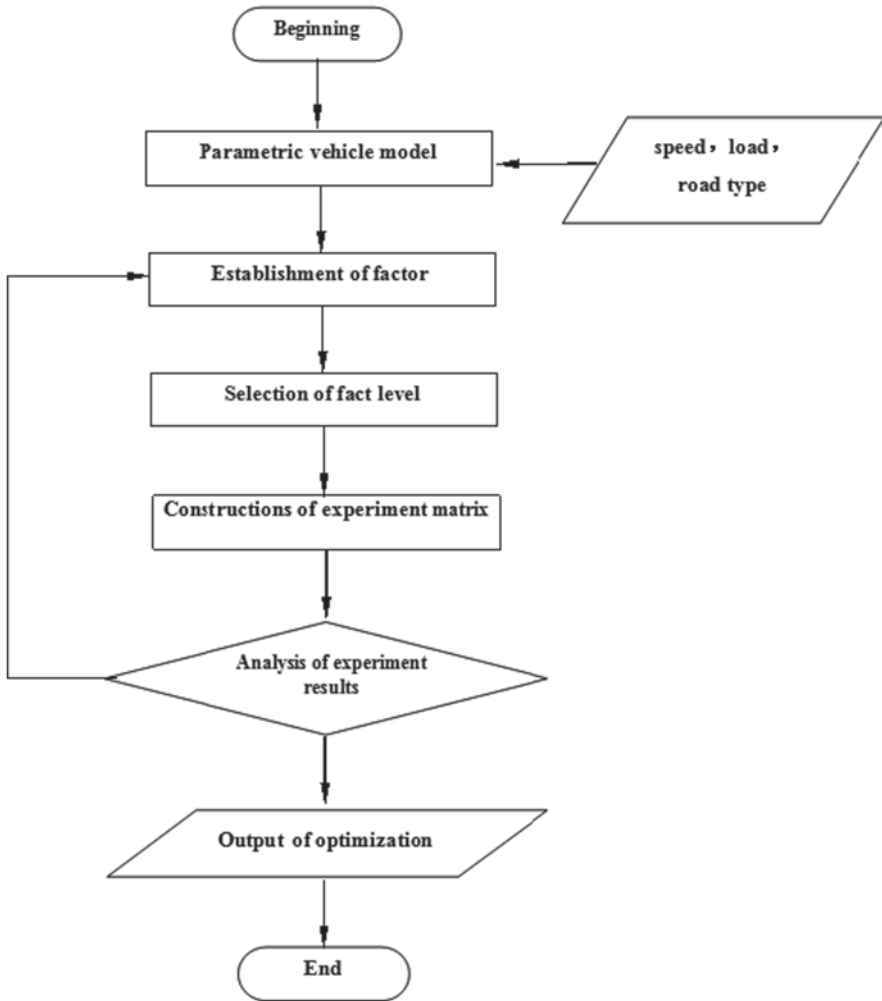 Beginning
Parametric vehicle model
speed，load，
road type
Establishment of factor
Selection of fact level
Constructions of experiment matrix
Analysis of experiment
results
Output of optimization
End